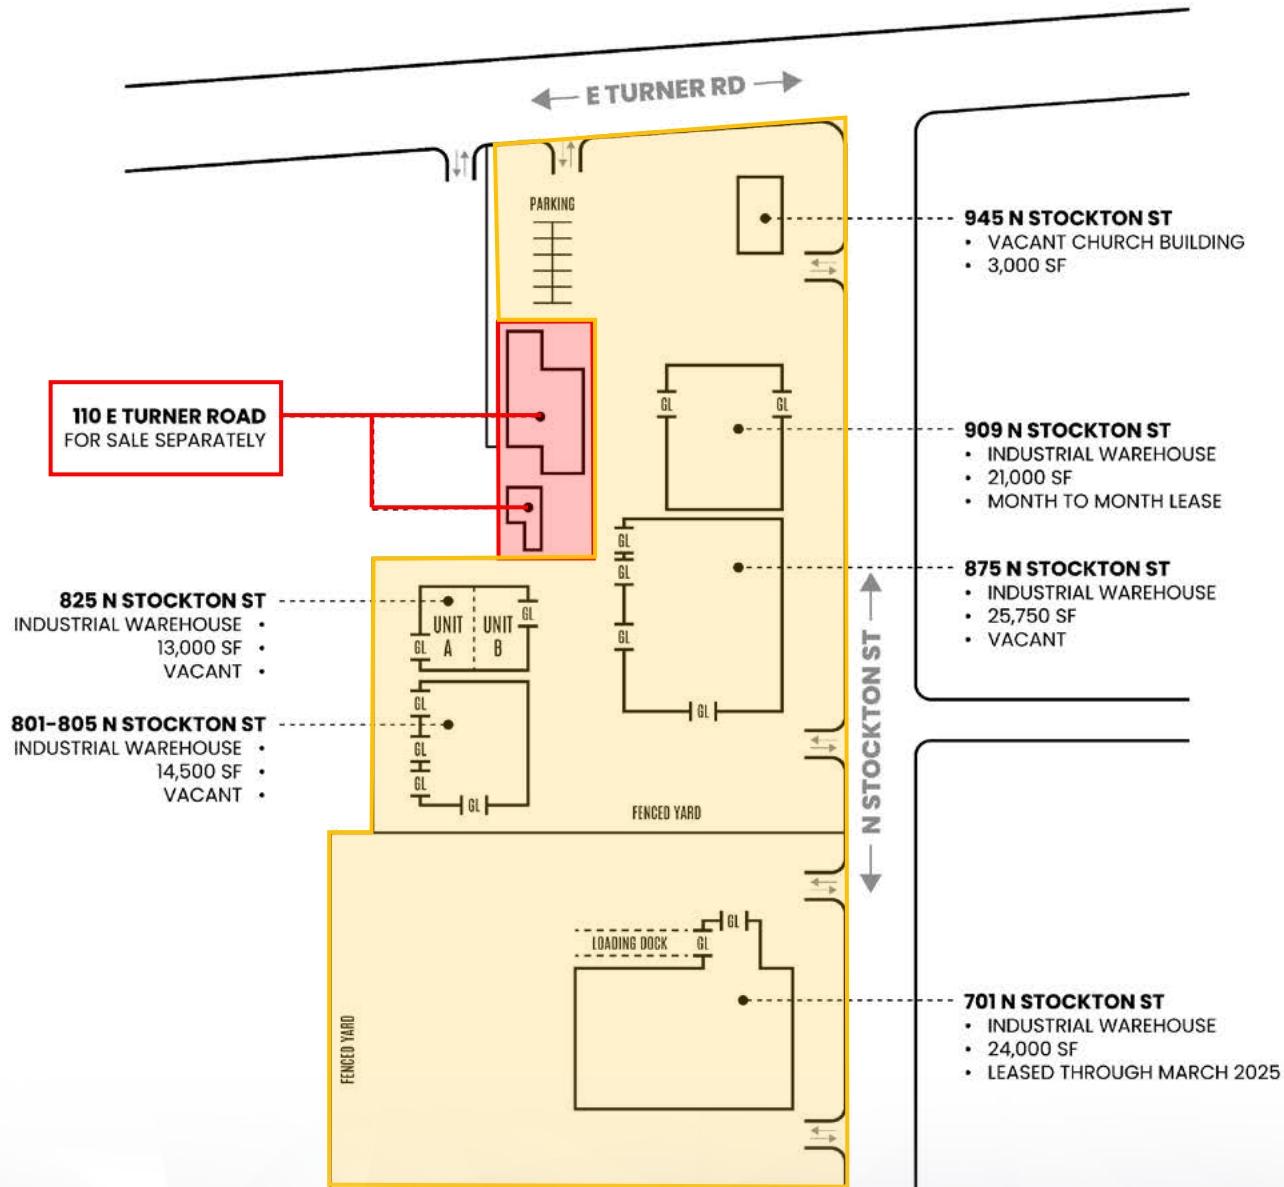 E TURNER RD
PARKING
945 N STOCKTON ST
• VACANT CHURCH BUILDING
• 3,000 SF
110 E TURNER ROAD
FOR SALE SEPARATELY
GL
GL
909 N STOCKTON ST
• INDUSTRIAL WAREHOUSE
• 21,000 SF
• MONTH TO MONTH LEASE
GL
GL
GL
GL
875 N STOCKTON ST
• INDUSTRIAL WAREHOUSE
• 25,750 SF
• VACANT
825 N STOCKTON ST
INDUSTRIAL WAREHOUSE •
13,000 SF •
VACANT •
UNIT
A
UNIT
B
GL
GL
801-805 N STOCKTON ST
INDUSTRIAL WAREHOUSE •
14,500 SF •
VACANT •
GL
GL
GL
GL
N STOCKTON ST
FENCED YARD
GL
GL
LOADING DOCK
FENCED YARD
701 N STOCKTON ST
• INDUSTRIAL WAREHOUSE
• 24,000 SF
• LEASED THROUGH MARCH 2025